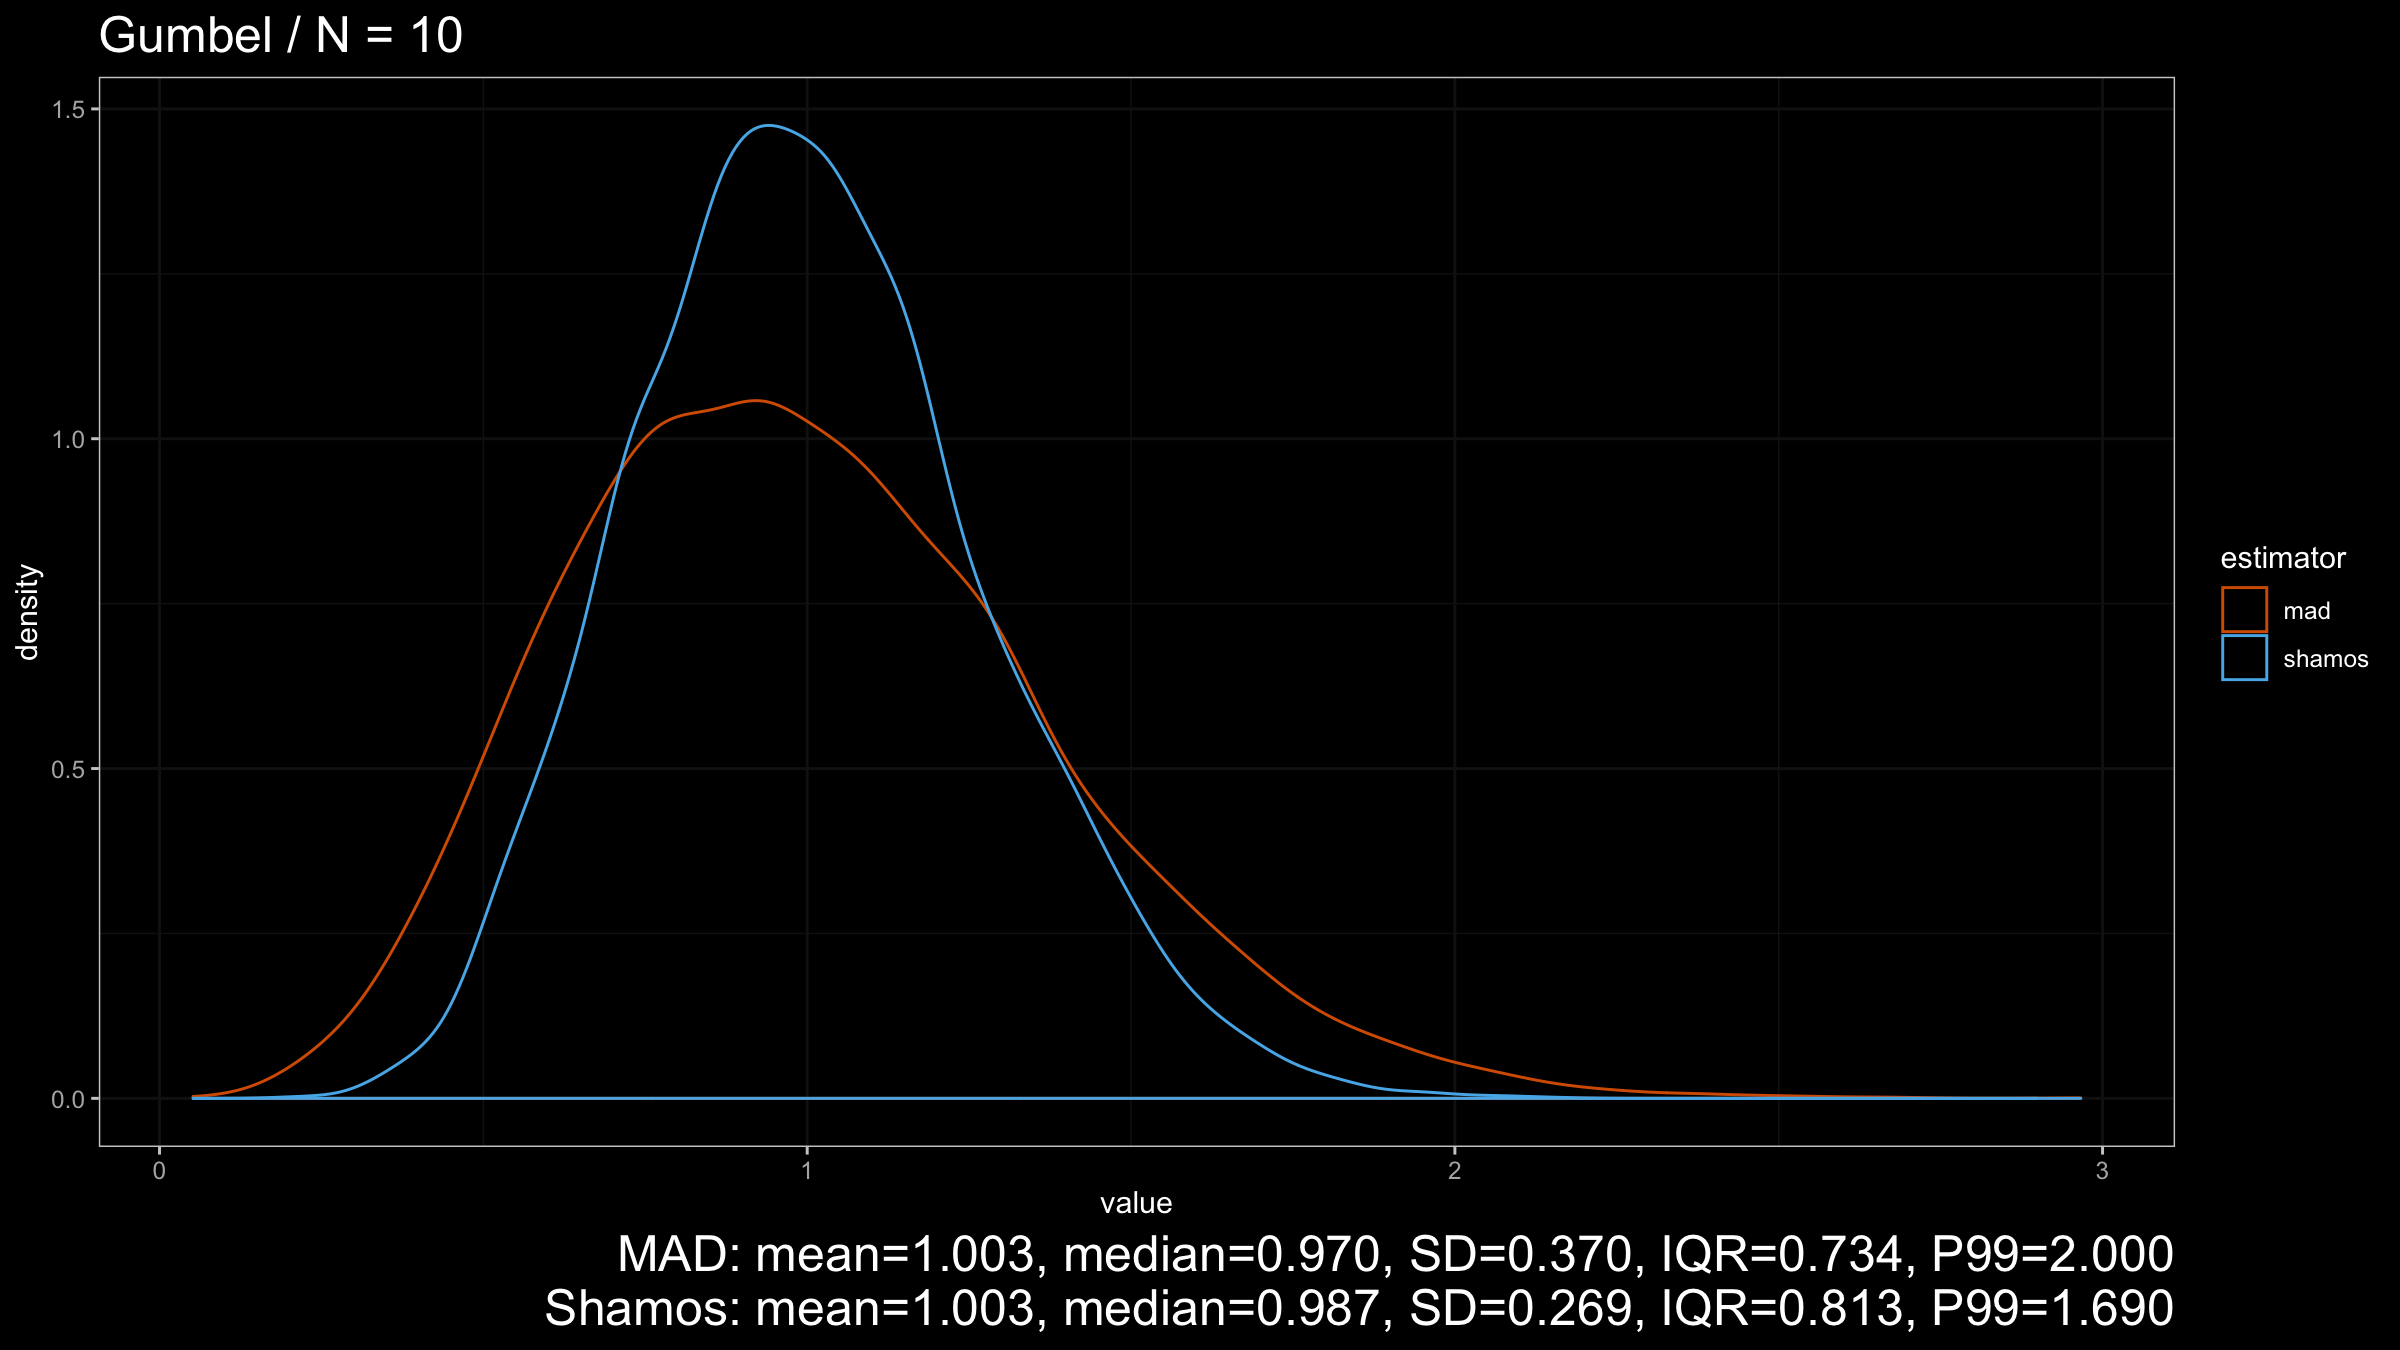 Gumbel / N = 10
1.5
1.0
0.5
0.0
density
0
1
2
3
value
estimator
mad
shamos
MAD: mean=1.003, median=0.970, SD=0.370, IQR=0.734, P99=2.000
Shamos: mean=1.003, median=0.987, SD=0.269, IQR=0.813, P99=1.690